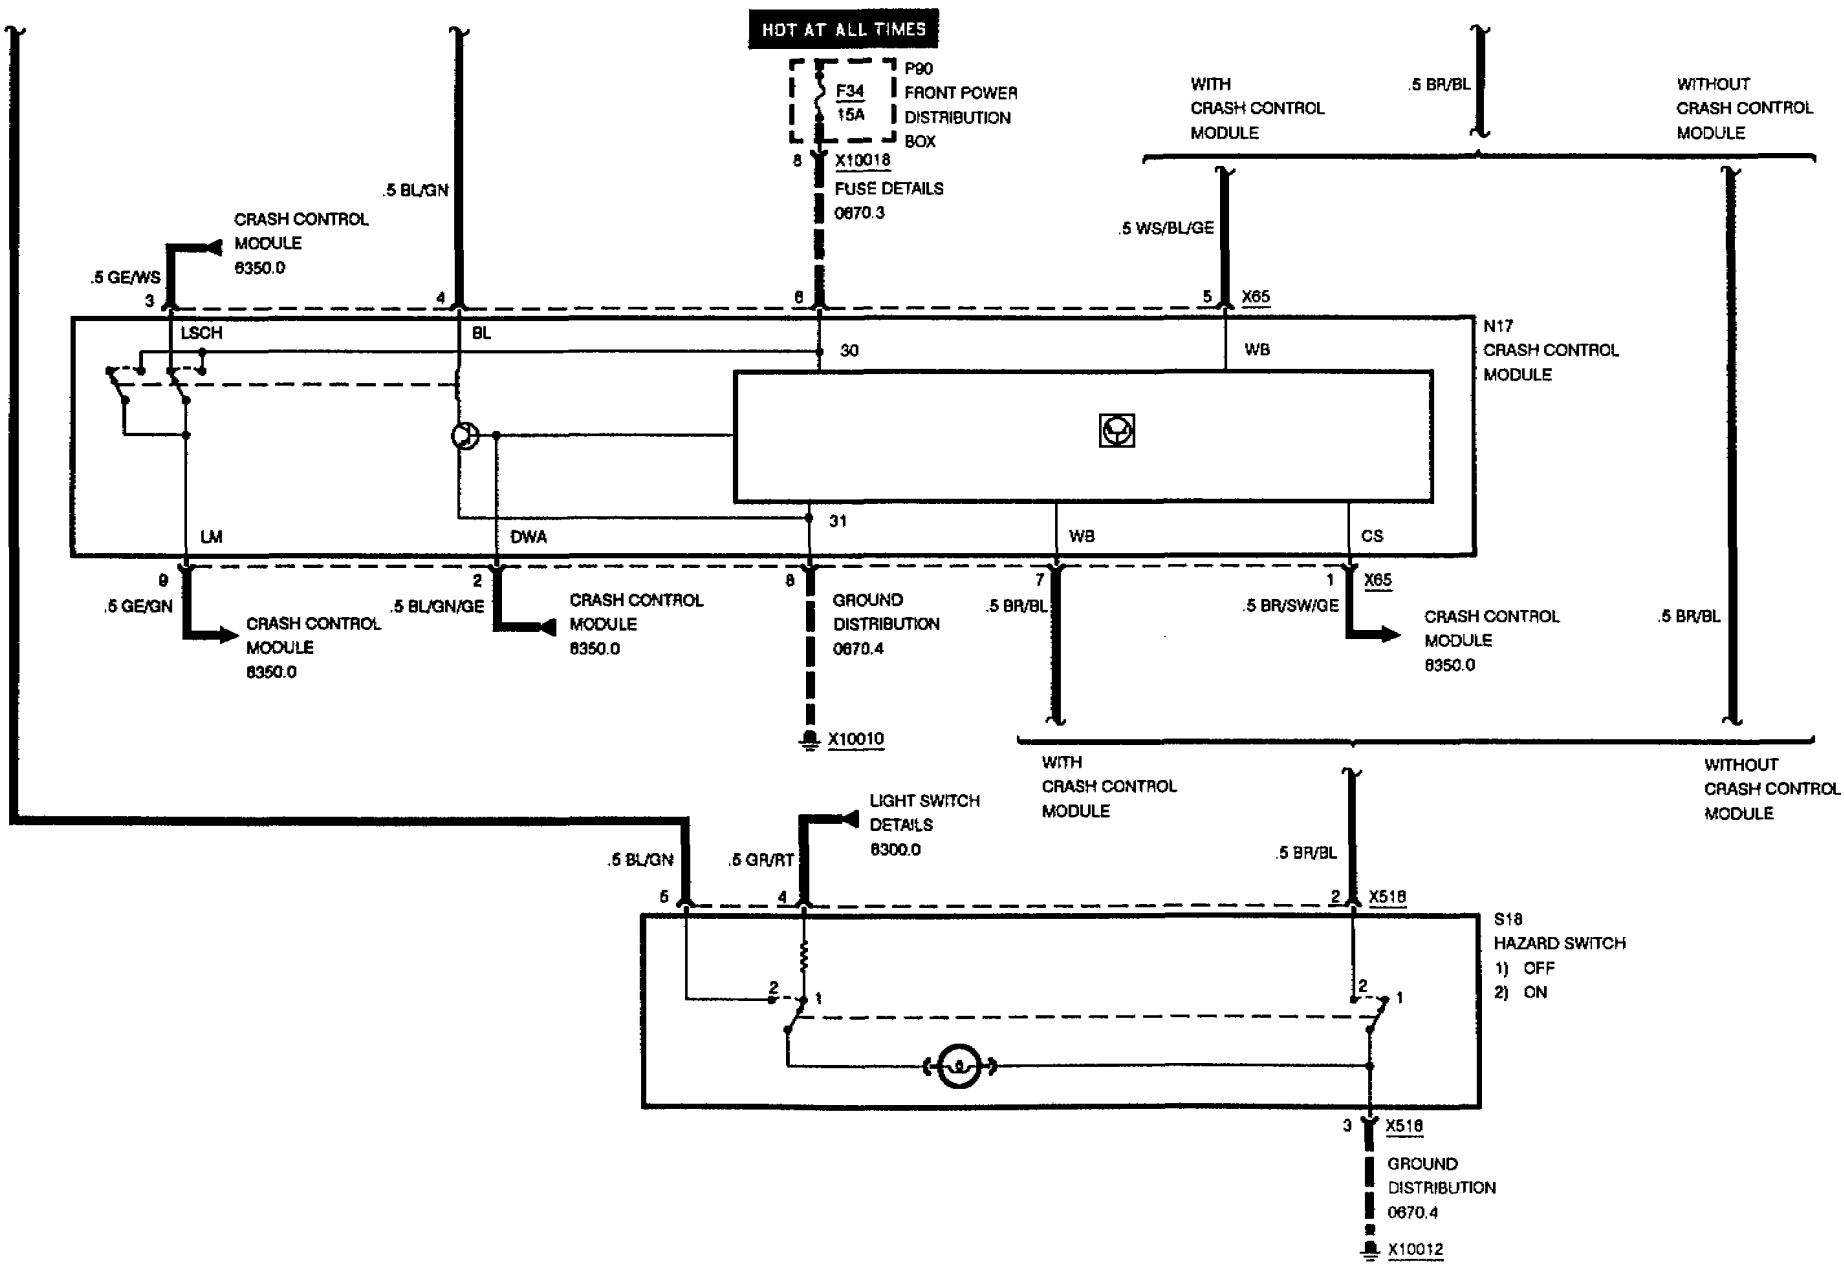 HOT AT ALL TIMES
P90
FRONT POWER
DISTRIBUTION
BOX
F34
15A
8
X10018
FUSE DETAILS
0670.3
WITH
CRASH CONTROL
MODULE
.5 BR/BL
WITHOUT
CRASH CONTROL
MODULE
.5 BL/GN
.5 WS/BL/GE
CRASH CONTROL
MODULE
6350.0
.5 GE/WS
3
4
6
5
X65
LSCH
BL
30
WB
N17
CRASH CONTROL
MODULE
31
LM
DWA
WB
CS
9
2
8
7
1
X65
.5 GE/GN
CRASH CONTROL
MODULE
6350.0
.5 BL/GN/GE
CRASH CONTROL
MODULE
6350.0
GROUND
DISTRIBUTION
0670.4
X10010
.5 BR/BL
.5 BR/SW/GE
CRASH CONTROL
MODULE
6350.0
.5 BR/BL
WITH
CRASH CONTROL
MODULE
WITHOUT
CRASH CONTROL
MODULE
LIGHT SWITCH
DETAILS
6300.0
.5 BL/GN
.5 GR/RT
.5 BR/BL
5
4
2
X518
S18
HAZARD SWITCH
1) OFF
2) ON
2
1
2
1
3
X518
GROUND
DISTRIBUTION
0670.4
X10012